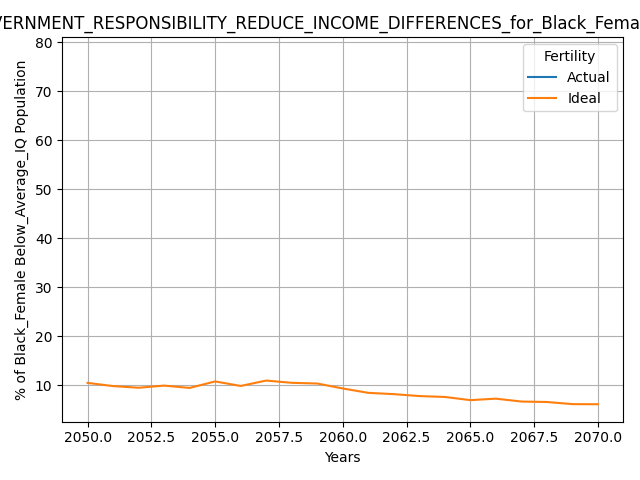 VERNMENT_RESPONSIBILITY_REDUCE_INCOME_DIFFERENCES_for_Black_Fema
% of Black_Female Below_Average_IQ Population
80
70
60
50
40
30
20
10
Fertility
Actual
Ideal
2050.0 2052.5 2055.0 2057.5 2060.0 2062.5 2065.0 2067.5 2070.0
Years